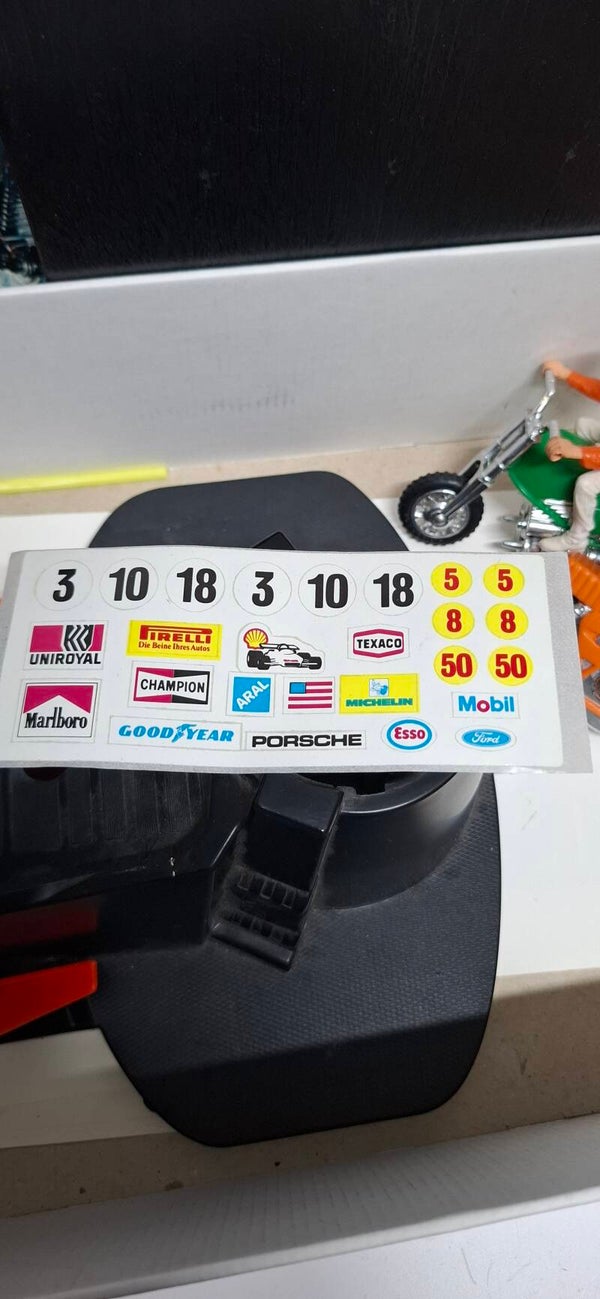 3 10 18 3 10 18 5 5
8 8
UNIROYAL PIRELLI TEXACO
Die Beine Ihres Autos
50 50
Marlboro CHAMPION ARAL MICHELIN Mobil
GOODYEAR PORSCHE Esso Ford